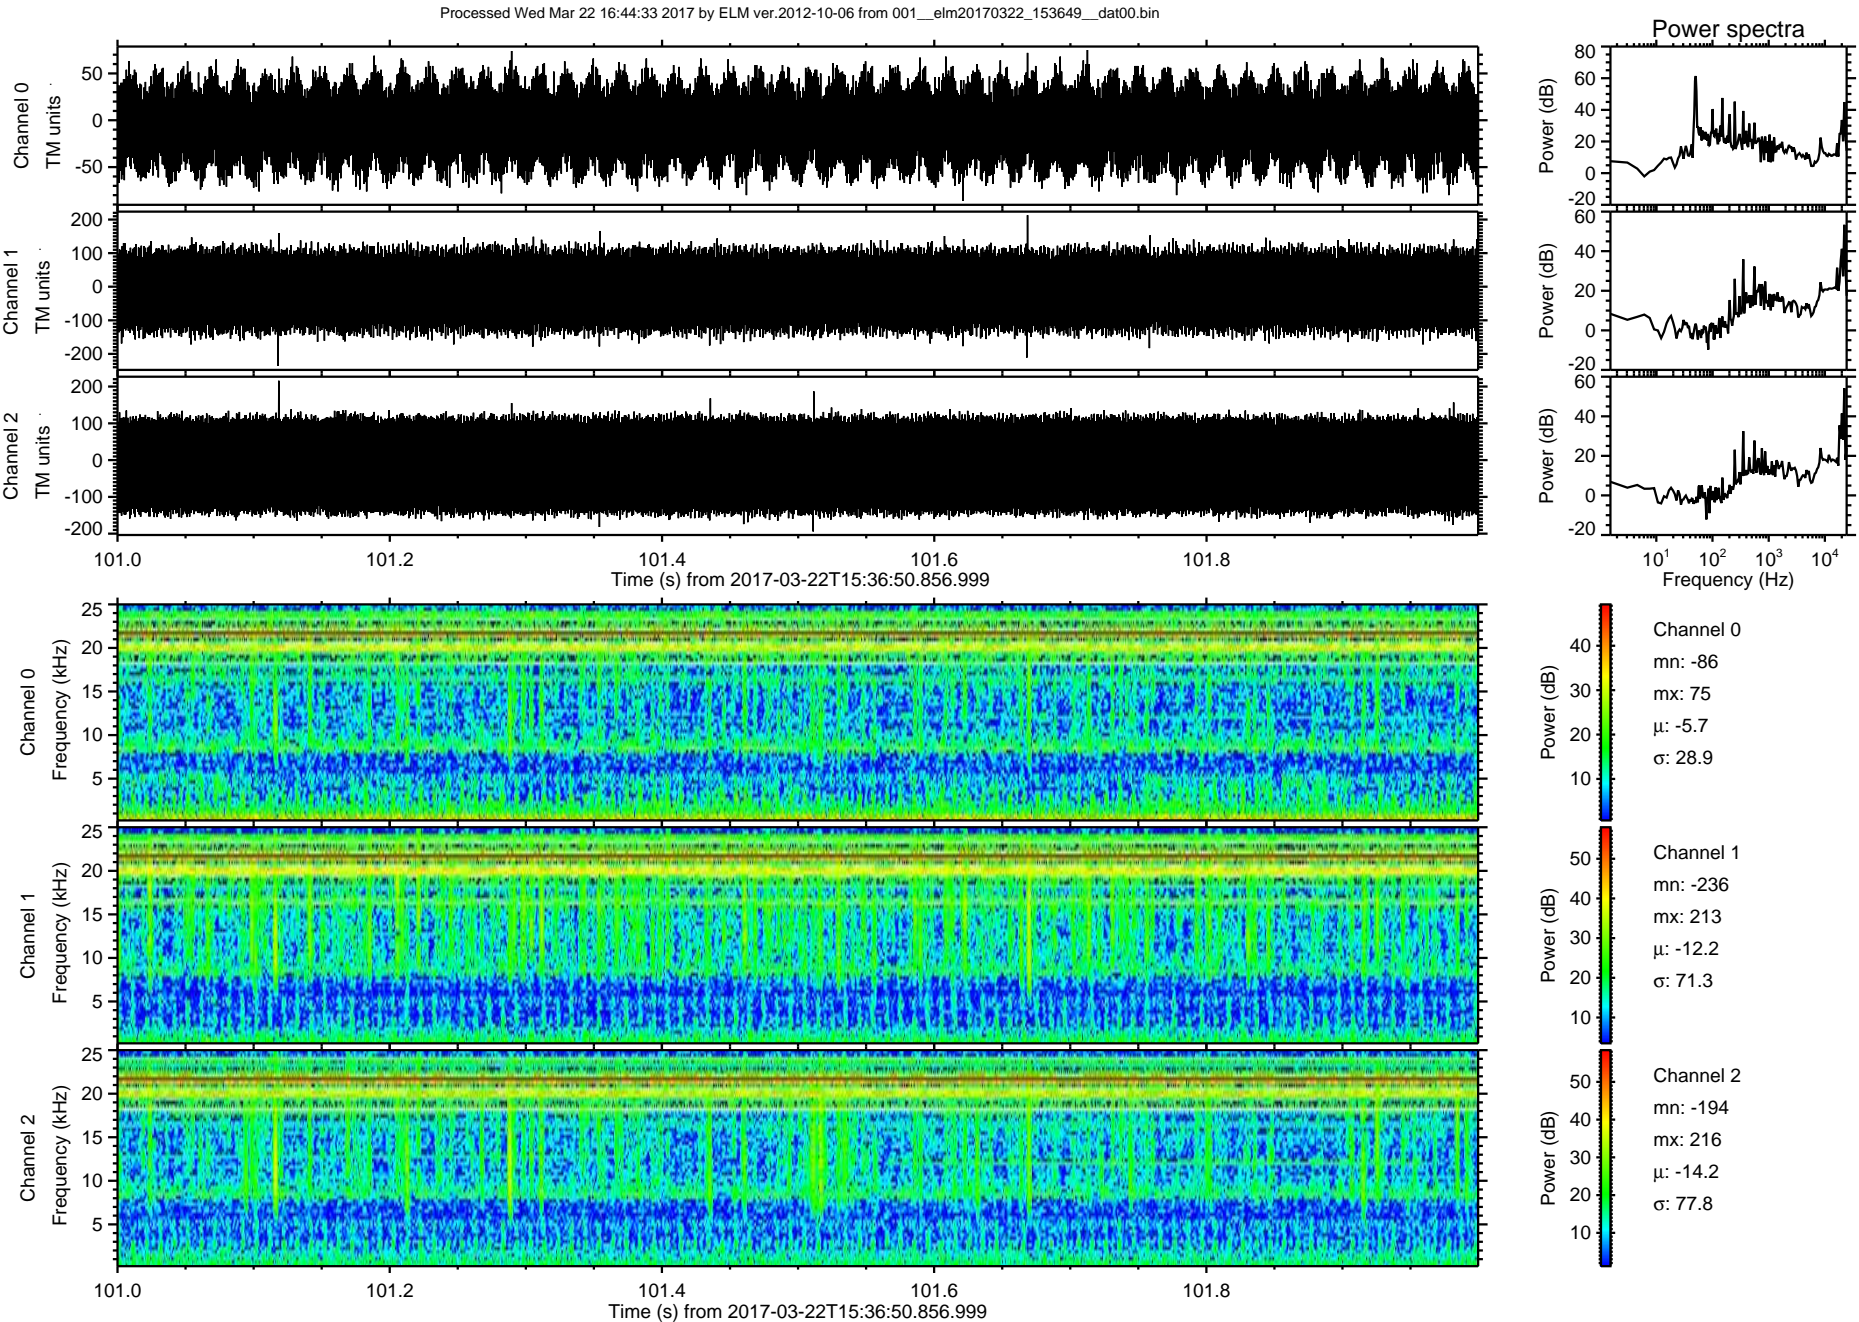 Processed Wed Mar 22 16:44:33 2017 by ELM ver.2012-10-06 from 001__elm20170322_153649__dat00.bin
Power spectra
Channel 0
TM units
50
0
-50
Power (dB)
80
60
40
20
0
-20
Channel 1
TM units
200
100
0
-100
-200
Power (dB)
60
40
20
0
-20
Channel 2
TM units
200
100
0
-100
-200
Power (dB)
60
40
20
0
-20
101.0 101.2 101.4 101.6 101.8
Time (s) from 2017-03-22T15:36:50.856.999
10¹ 10² 10³ 10⁴
Frequency (Hz)
Channel 0
Frequency (kHz)
25
20
15
10
5
Power (dB)
40
30
20
10
Channel 0
mn: -86
mx: 75
μ: -5.7
σ: 28.9
Channel 1
Frequency (kHz)
25
20
15
10
5
Power (dB)
50
40
30
20
10
Channel 1
mn: -236
mx: 213
μ: -12.2
σ: 71.3
Channel 2
Frequency (kHz)
25
20
15
10
5
Power (dB)
50
40
30
20
10
Channel 2
mn: -194
mx: 216
μ: -14.2
σ: 77.8
101.0 101.2 101.4 101.6 101.8
Time (s) from 2017-03-22T15:36:50.856.999